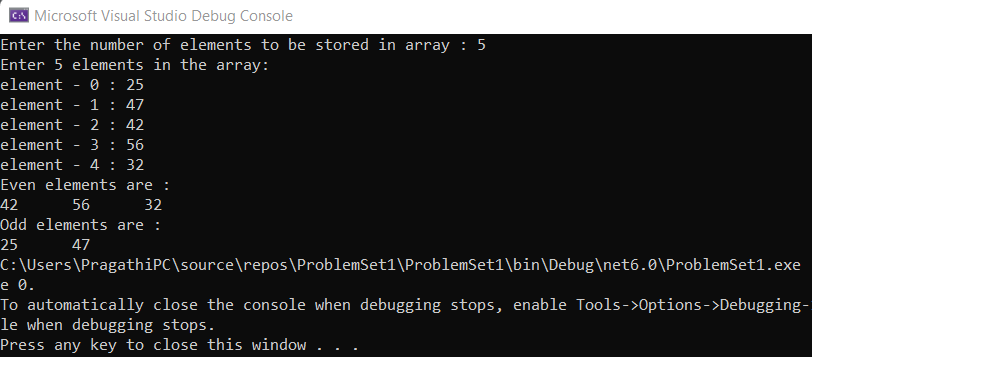 Microsoft Visual Studio Debug Console
Enter the number of elements to be stored in array : 5
Enter 5 elements in the array:
element - 0 : 25
element - 1 : 47
element - 2 : 42
element - 3 : 56
element - 4 : 32
Even elements are :
42      56      32
Odd elements are :
25      47
C:\Users\PragathiPC\source\repos\ProblemSet1\ProblemSet1\bin\Debug\net6.0\ProblemSet1.exe
e 0.
To automatically close the console when debugging stops, enable Tools->Options->Debugging-
le when debugging stops.
Press any key to close this window . . .